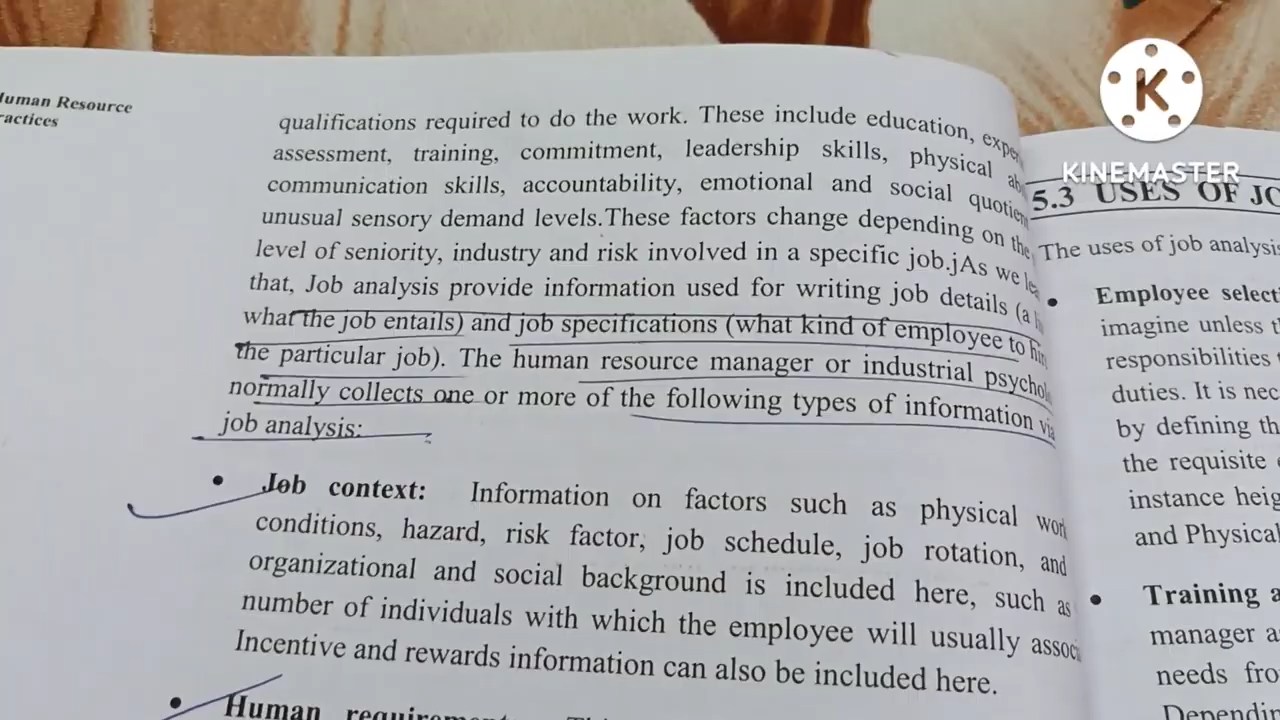 Human Resource
ractices
qualifications required to do the work. These include education,
assessment, training, commitment, leadership skills, physical
communication skills, accountability, emotional and social quotient
unusual sensory demand levels.These factors change depending on the
level of seniority, industry and risk involved in a specific job.jAs we
that, Job analysis provide information used for writing job details (a
what the job entails) and job specifications (what kind of employee to
the particular job). The human resource manager or industrial
normally collects one or more of the following types of information via
job analysis:
• Job context: Information on factors such as physical work
conditions, hazard, risk factor, job schedule, job rotation, and
organizational and social background is included here, such as
number of individuals with which the employee will usually
Incentive and rewards information can also be included here.
• Human
K
KINEMASTER
5.3 USES OF
The uses of job analysis
• Employee
imagine unless
responsibilities
duties. It is
by defining
the requisite
instance
and Physical
• Training
manager
needs